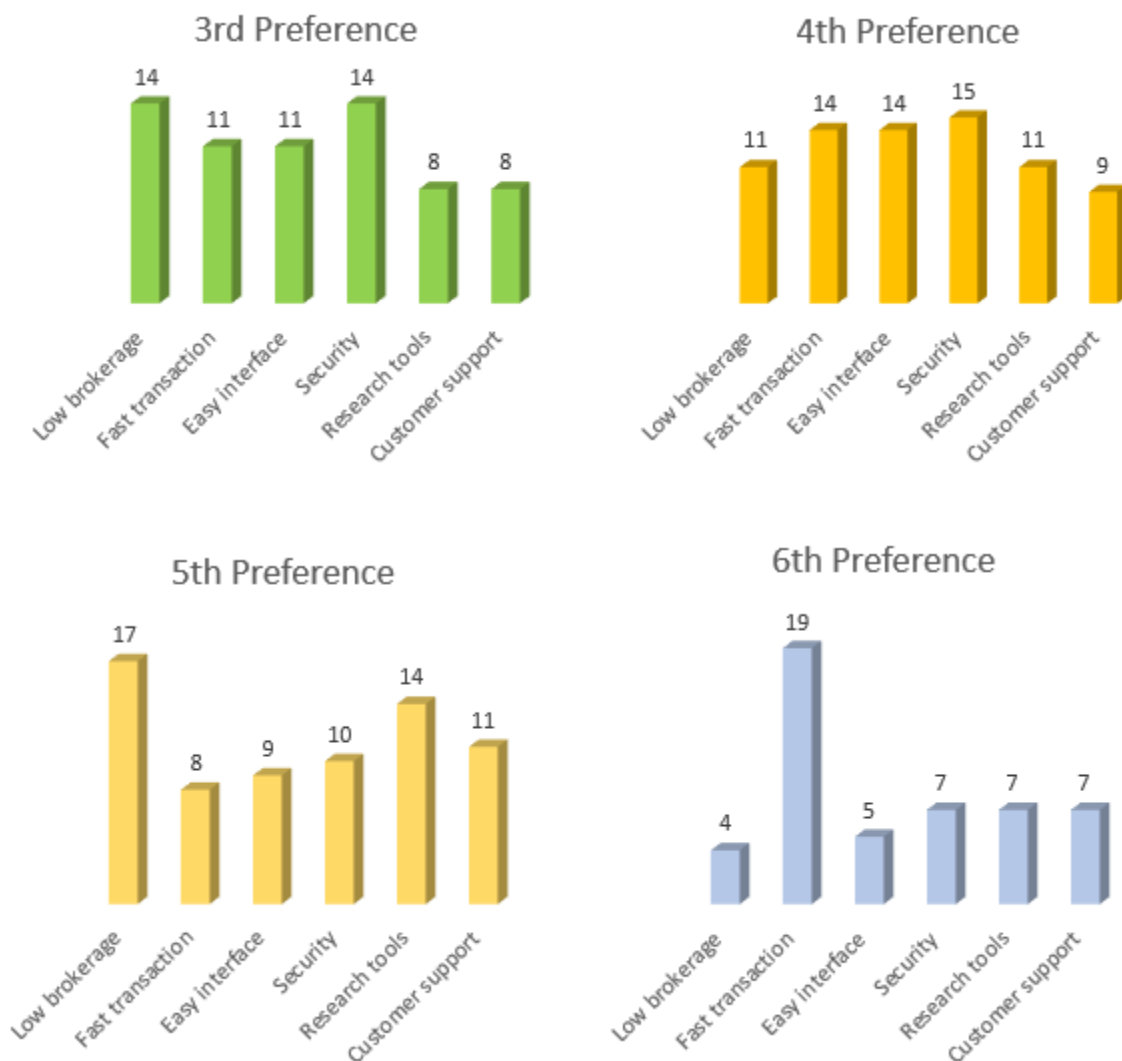 3rd Preference
14
11
11
14
8
8
Low brokerage
Fast transaction
Easy interface
Security
Research tools
Customer support
4th Preference
11
14
14
15
11
9
Low brokerage
Fast transaction
Easy interface
Security
Research tools
Customer support
5th Preference
17
8
9
10
14
11
Low brokerage
Fast transaction
Easy interface
Security
Research tools
Customer support
6th Preference
4
19
5
7
7
7
Low brokerage
Fast transaction
Easy interface
Security
Research tools
Customer support